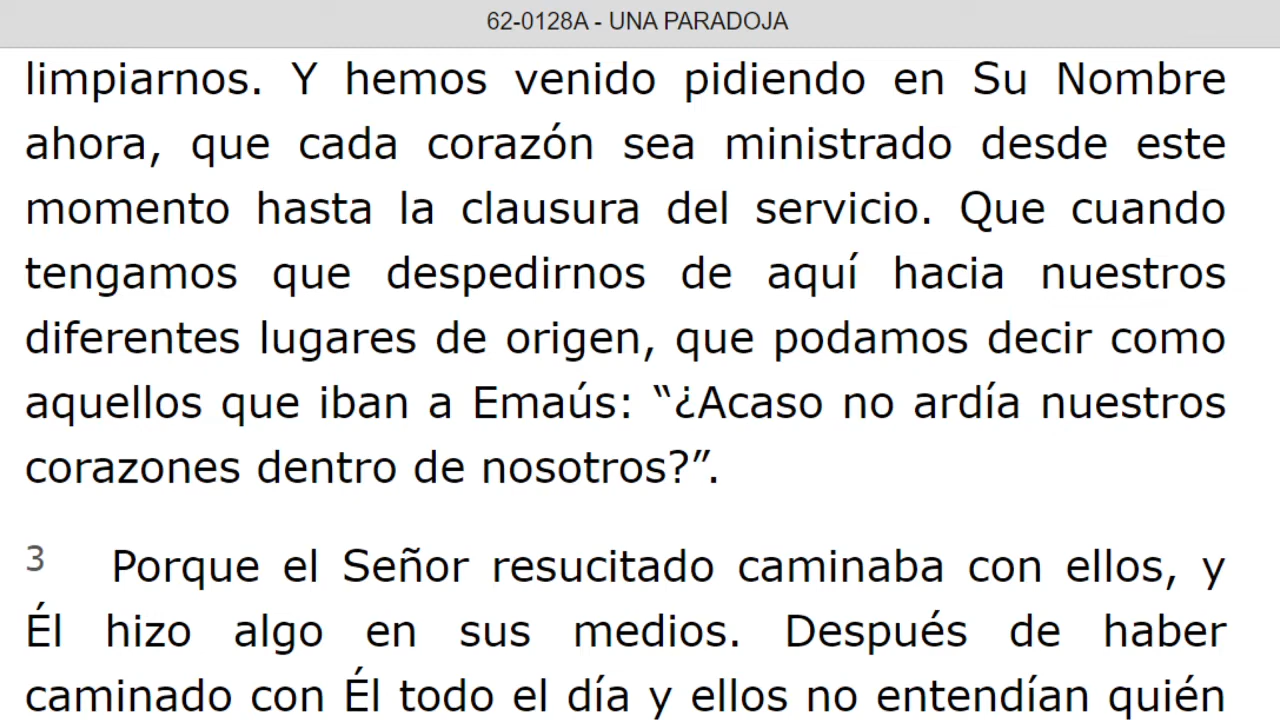 62-0128A - UNA PARADOJA
limpiarnos. Y hemos venido pidiendo en Su Nombre
ahora, que cada corazón sea ministrado desde este
momento hasta la clausura del servicio. Que cuando
tengamos que despedirnos de aquí hacia nuestros
diferentes lugares de origen, que podamos decir como
aquellos que iban a Emaús: “¿Acaso no ardía nuestros
corazones dentro de nosotros?”.
3 Porque el Señor resucitado caminaba con ellos, y
Él hizo algo en sus medios. Después de haber
caminado con Él todo el día y ellos no entendían quién